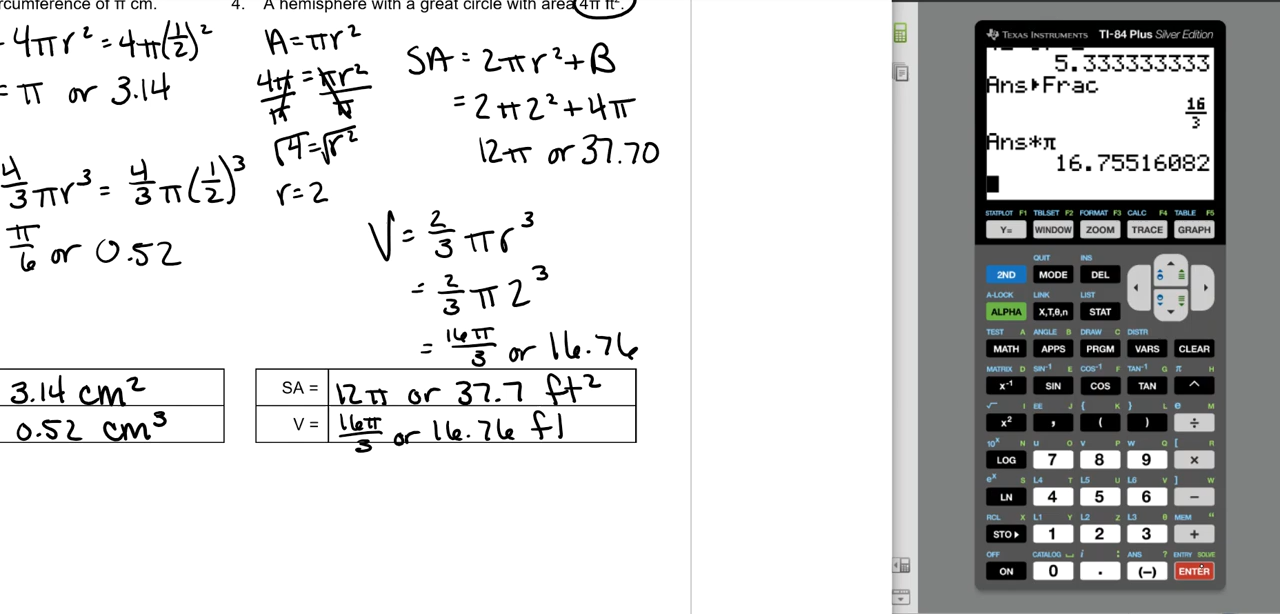 rcumference of π cm.
4. A hemisphere with a great circle with area 4π ft².
- 4πr² = 4π(1/2)²
= π or 3.14
4/3 πr³ = 4/3 π(1/2)³
π/6 or 0.52
A = πr²
4π/π = πr²/π
√4 = √r²
r = 2
SA = 2πr² + B
= 2π2² + 4π
12π or 37.70
V = 2/3 πr³
= 2/3 π2³
= 16π/3 or 16.76
3.14 cm²
0.52 cm³
SA = 12π or 37.7 ft²
V = 16π/3 or 16.76 f
TEXAS INSTRUMENTS TI-84 Plus Silver Edition
5.333333333
Ans▶Frac
16/3
Ans*π
16.75516082
STATPLOT F1 TBLSET F2 FORMAT F3 CALC F4 TABLE F5
Y= WINDOW ZOOM TRACE GRAPH
QUIT INS
2ND MODE DEL
A-LOCK LINK LIST
ALPHA X,T,θ,n STAT
TEST A ANGLE B DRAW C DISTR
MATH APPS PRGM VARS CLEAR
MATRIX D SIN⁻¹ E COS⁻¹ F TAN⁻¹ G π H
x⁻¹ SIN COS TAN ^
√ I EE J { K } L e M
x² , ( ) ÷
10ˣ N u O v P w Q [ R
LOG 7 8 9 ×
eˣ S L4 T L5 U L6 V ] W
LN 4 5 6 −
RCL X L1 Y L2 Z L3 θ MEM "
STO▶ 1 2 3 +
OFF CATALOG ⎵ i : ANS ? ENTRY SOLVE
ON 0 . (−) ENTER